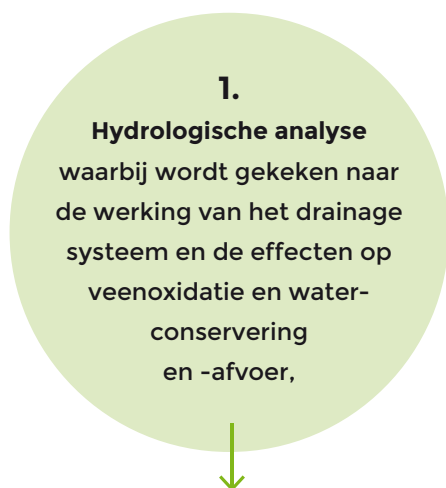 1.
Hydrologische analyse
waarbij wordt gekeken naar
de werking van het drainage
systeem en de effecten op
veenoxidatie en water-
conservering
en -afvoer,